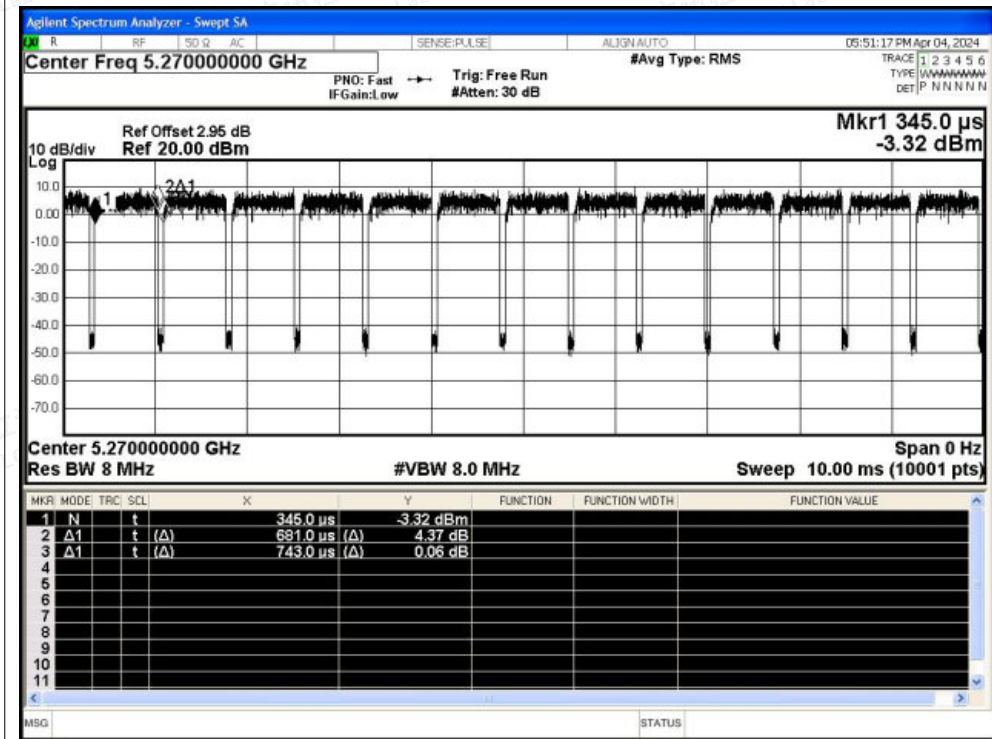 Agilent Spectrum Analyzer - Swept SA
LXI R RF 50 Ω AC SENSE:PULSE ALIGN AUTO 05:51:17 PM Apr 04, 2024
Center Freq 5.270000000 GHz #Avg Type: RMS TRACE 1 2 3 4 5 6
PNO: Fast Trig: Free Run TYPE
IFGain:Low #Atten: 30 dB DET P N N N N N
Mkr1 345.0 µs
-3.32 dBm
Ref Offset 2.95 dB
10 dB/div Ref 20.00 dBm
Log
10.0
0.00
-10.0
-20.0
-30.0
-40.0
-50.0
-60.0
-70.0
1
2Δ1
Center 5.270000000 GHz Span 0 Hz
Res BW 8 MHz #VBW 8.0 MHz Sweep 10.00 ms (10001 pts)
MKR MODE TRC SCL X Y FUNCTION FUNCTION WIDTH FUNCTION VALUE
1 N t 345.0 µs -3.32 dBm
2 Δ1 t (Δ) 681.0 µs (Δ) 4.37 dB
3 Δ1 t (Δ) 743.0 µs (Δ) 0.06 dB
4
5
6
7
8
9
10
11
MSG STATUS